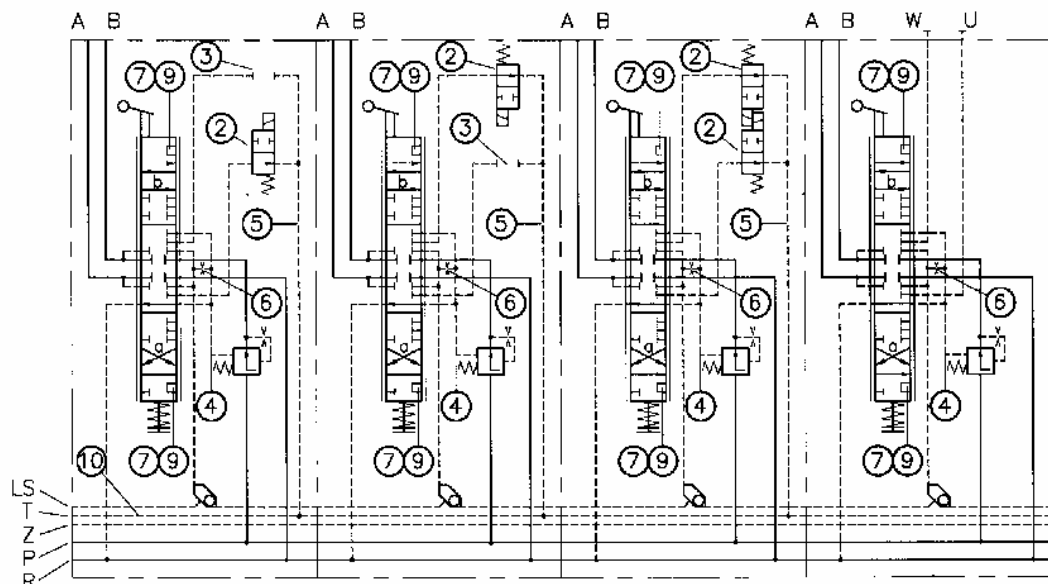 A B A B A B A B W U
3 7 9 2 7 9 2 7 9 7 9
2 3 2
b b b b
5 5 5
6 6 6 6
a a a a
4 4 4 4
10 7 9 7 9 7 9 7 9
LS
T
Z
P
R